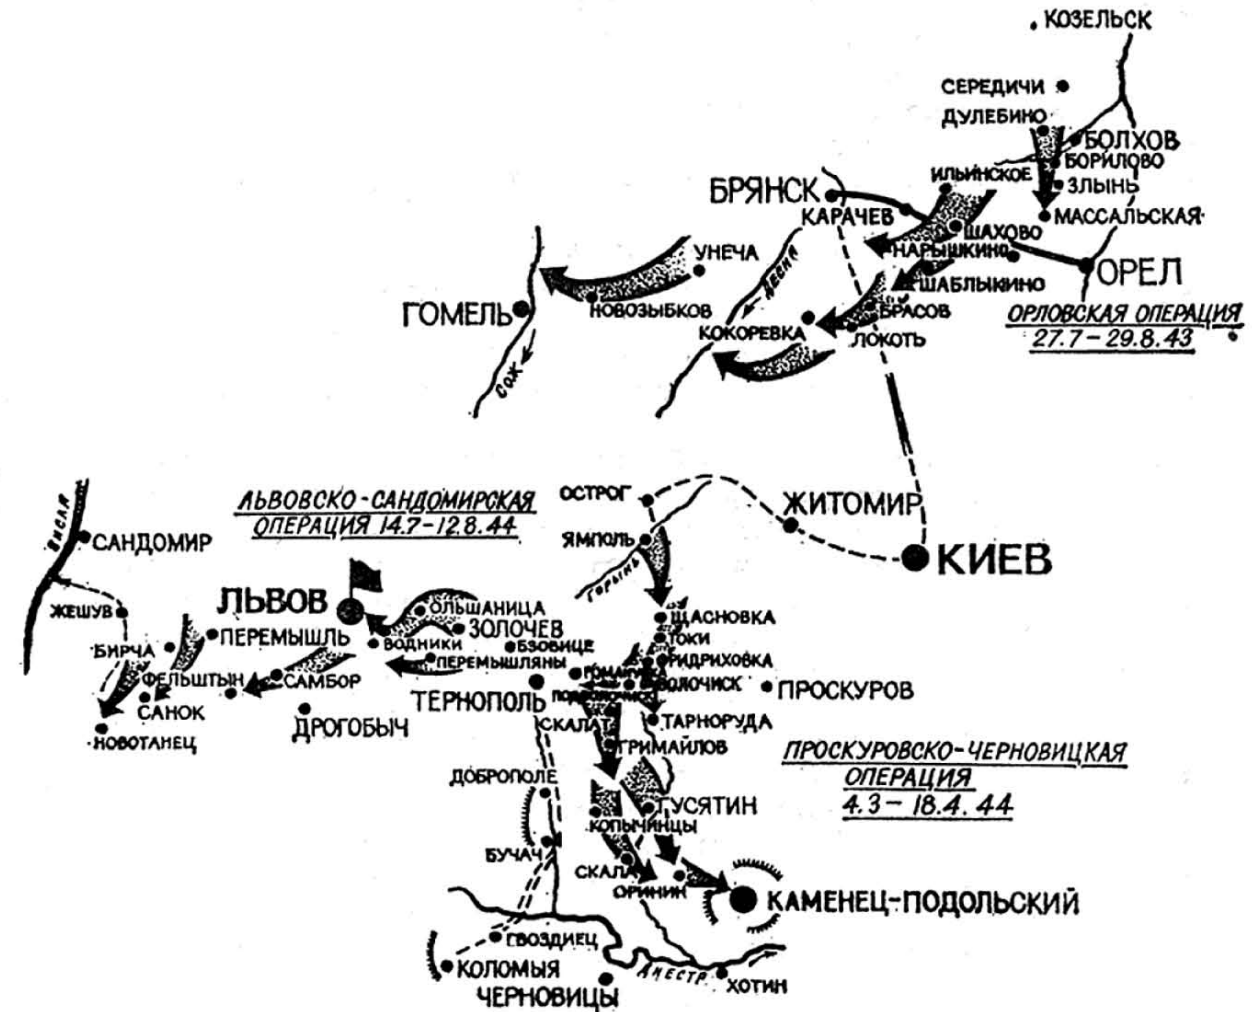 КОЗЕЛЬСК
СЕРЕДИЧИ
ДУЛЕБИНО
БОЛХОВ
БОРИЛОВО
ИЛЬИНСКОЕ
ЗЛЫНЬ
БРЯНСК
КАРАЧЕВ
МАССАЛЬСКАЯ
ШАХОВО
НАРЫШКИНО
УНЕЧА
ДЕСНА
ОРЕЛ
ШАБЛЫКИНО
НОВОЗЫБКОВ
ГОМЕЛЬ
БРАСОВ
КОКОРЕВКА
ЛОКОТЬ
ОРЛОВСКАЯ ОПЕРАЦИЯ
27.7-29.8.43
СОЖ
ЛЬВОВСКО-САНДОМИРСКАЯ
ОПЕРАЦИЯ 14.7-12.8.44
ОСТРОГ
ЖИТОМИР
ВИСЛА
САНДОМИР
ЯМПОЛЬ
КИЕВ
ГОРЫНЬ
ЖЕШУВ
ЛЬВОВ
ОЛЬШАНИЦА
ЩАСНОВКА
ПЕРЕМЫШЛЬ
ЗОЛОЧЕВ
ТОКИ
БИРЧА
ВОДНИКИ
БЗОВИЦЕ
ПЕРЕМЫШЛЯНЫ
РИДРИХОВКА
ФЕЛЬШТЫН
САМБОР
ВОЛОЧИСК
ПРОСКУРОВ
ТЕРНОПОЛЬ
САНОК
ДРОГОБЫЧ
СКАЛАТ
ТАРНОРУДА
НОВОТАНЕЦ
ГРИМАЙЛОВ
ПРОСКУРОВСКО-ЧЕРНОВИЦКАЯ
ОПЕРАЦИЯ
4.3-18.4.44
ДОБРОПОЛЕ
ГУСЯТИН
КОПЫЧИНЦЫ
БУЧАЧ
СКАЛА
ОРИНИН
КАМЕНЕЦ-ПОДОЛЬСКИЙ
ГВОЗДИЕЦ
КОЛОМЫЯ
ДНЕСТР
ХОТИН
ЧЕРНОВИЦЫ